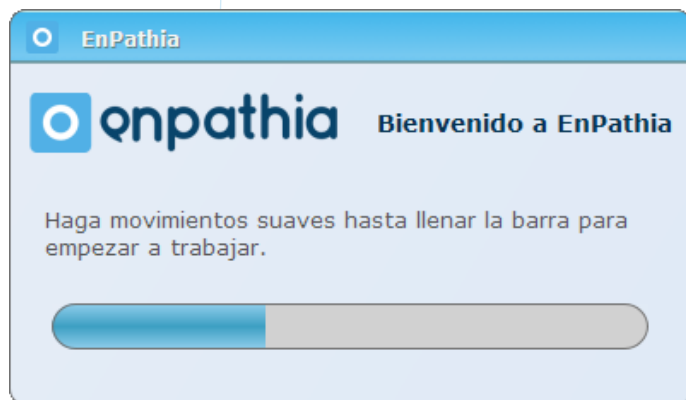 EnPathia
enpathia
Bienvenido a EnPathia
Haga movimientos suaves hasta llenar la barra para
empezar a trabajar.